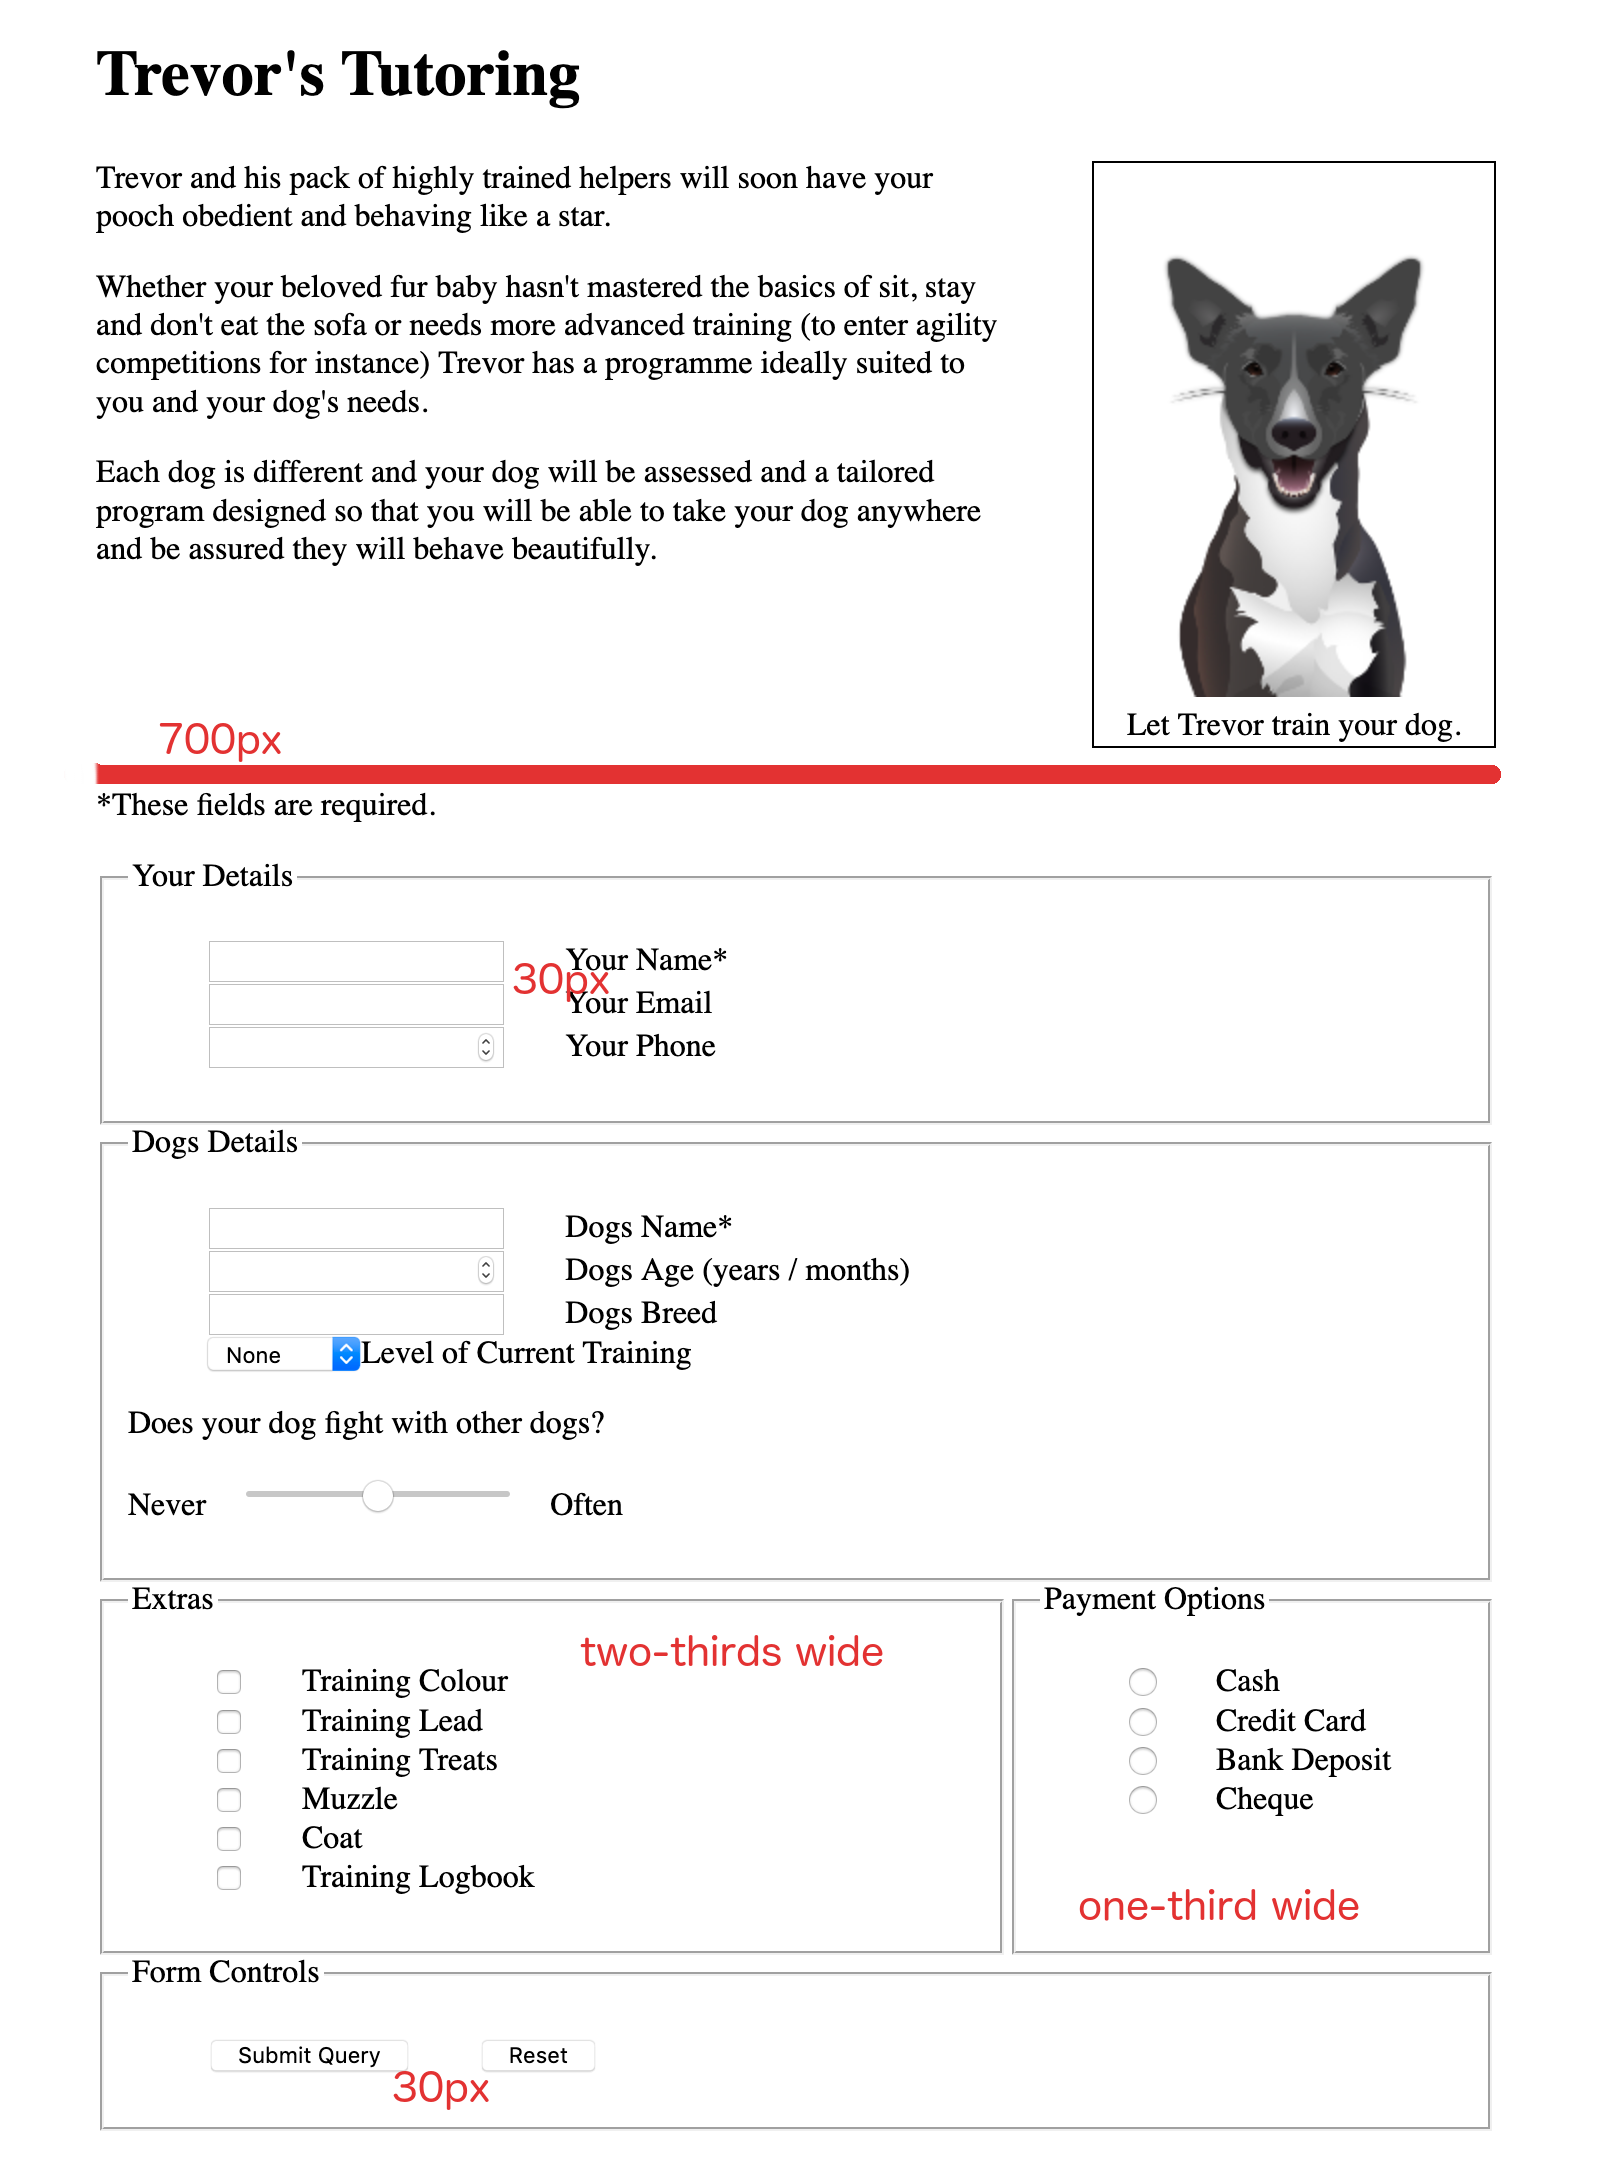 Trevor's Tutoring
Trevor and his pack of highly trained helpers will soon have your
pooch obedient and behaving like a star.
Whether your beloved fur baby hasn't mastered the basics of sit, stay
and don't eat the sofa or needs more advanced training (to enter agility
competitions for instance) Trevor has a programme ideally suited to
you and your dog's needs.
Each dog is different and your dog will be assessed and a tailored
program designed so that you will be able to take your dog anywhere
and be assured they will behave beautifully.
Let Trevor train your dog.
700px
*These fields are required.
Your Details
Your Name*
30px
Your Email
Your Phone
Dogs Details
Dogs Name*
Dogs Age (years / months)
Dogs Breed
None Level of Current Training
Does your dog fight with other dogs?
Never Often
Extras
two-thirds wide
Training Colour
Training Lead
Training Treats
Muzzle
Coat
Training Logbook
Payment Options
Cash
Credit Card
Bank Deposit
Cheque
one-third wide
Form Controls
Submit Query Reset
30px